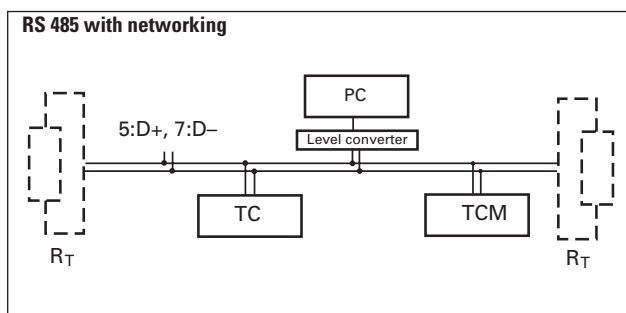 RS 485 with networking
PC
5:D+, 7:D–
Level converter
TC
TCM
RT
RT